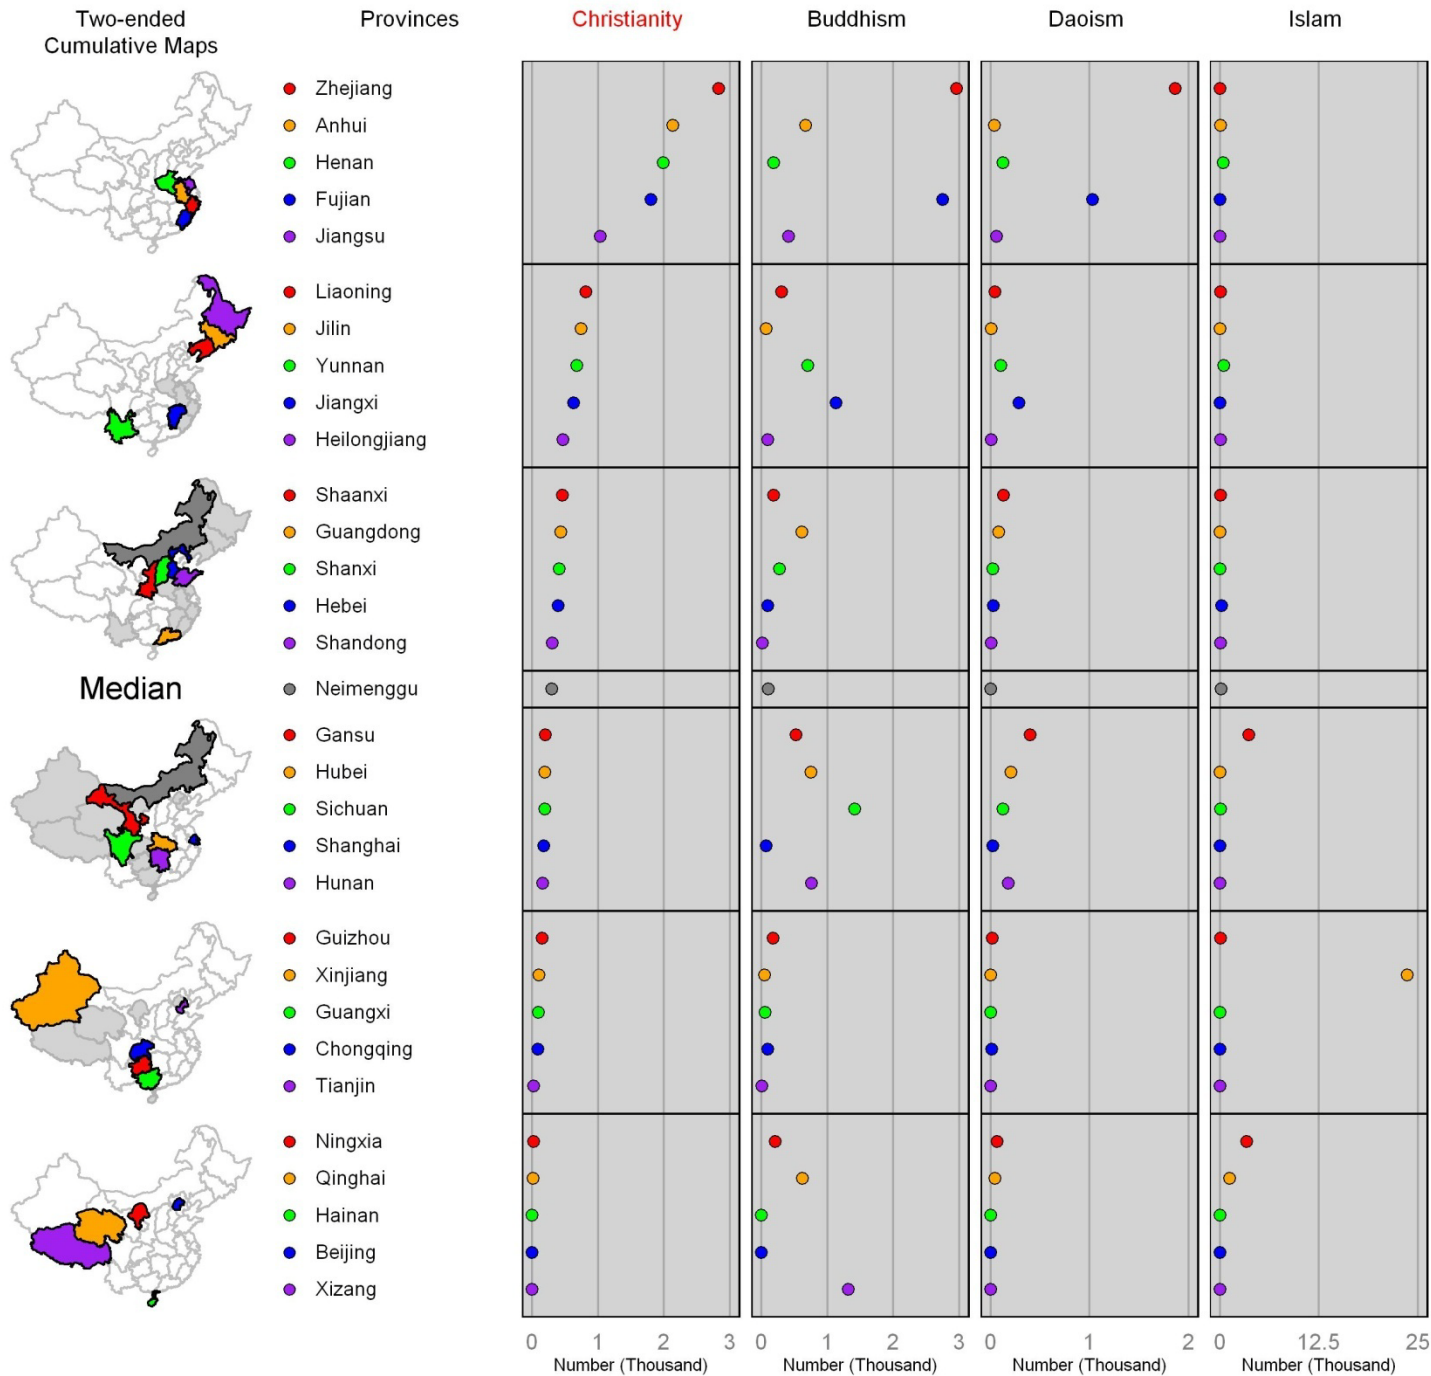 Two-ended
Cumulative Maps
Provinces
Christianity
Buddhism
Daoism
Islam
Zhejiang
Anhui
Henan
Fujian
Jiangsu
Liaoning
Jilin
Yunnan
Jiangxi
Heilongjiang
Shaanxi
Guangdong
Shanxi
Hebei
Shandong
Median
Neimenggu
Gansu
Hubei
Sichuan
Shanghai
Hunan
Guizhou
Xinjiang
Guangxi
Chongqing
Tianjin
Ningxia
Qinghai
Hainan
Beijing
Xizang
0 1 2 3
Number (Thousand)
0 1 2 3
Number (Thousand)
0 1 2
Number (Thousand)
0 12.5 25
Number (Thousand)